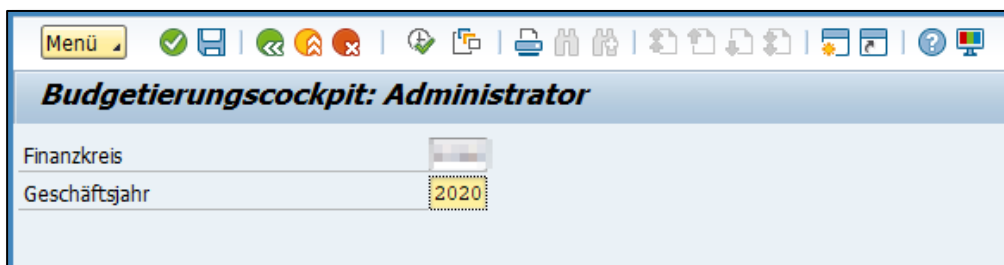 Menü
Budgetierungscockpit: Administrator
Finanzkreis
Geschäftsjahr 2020